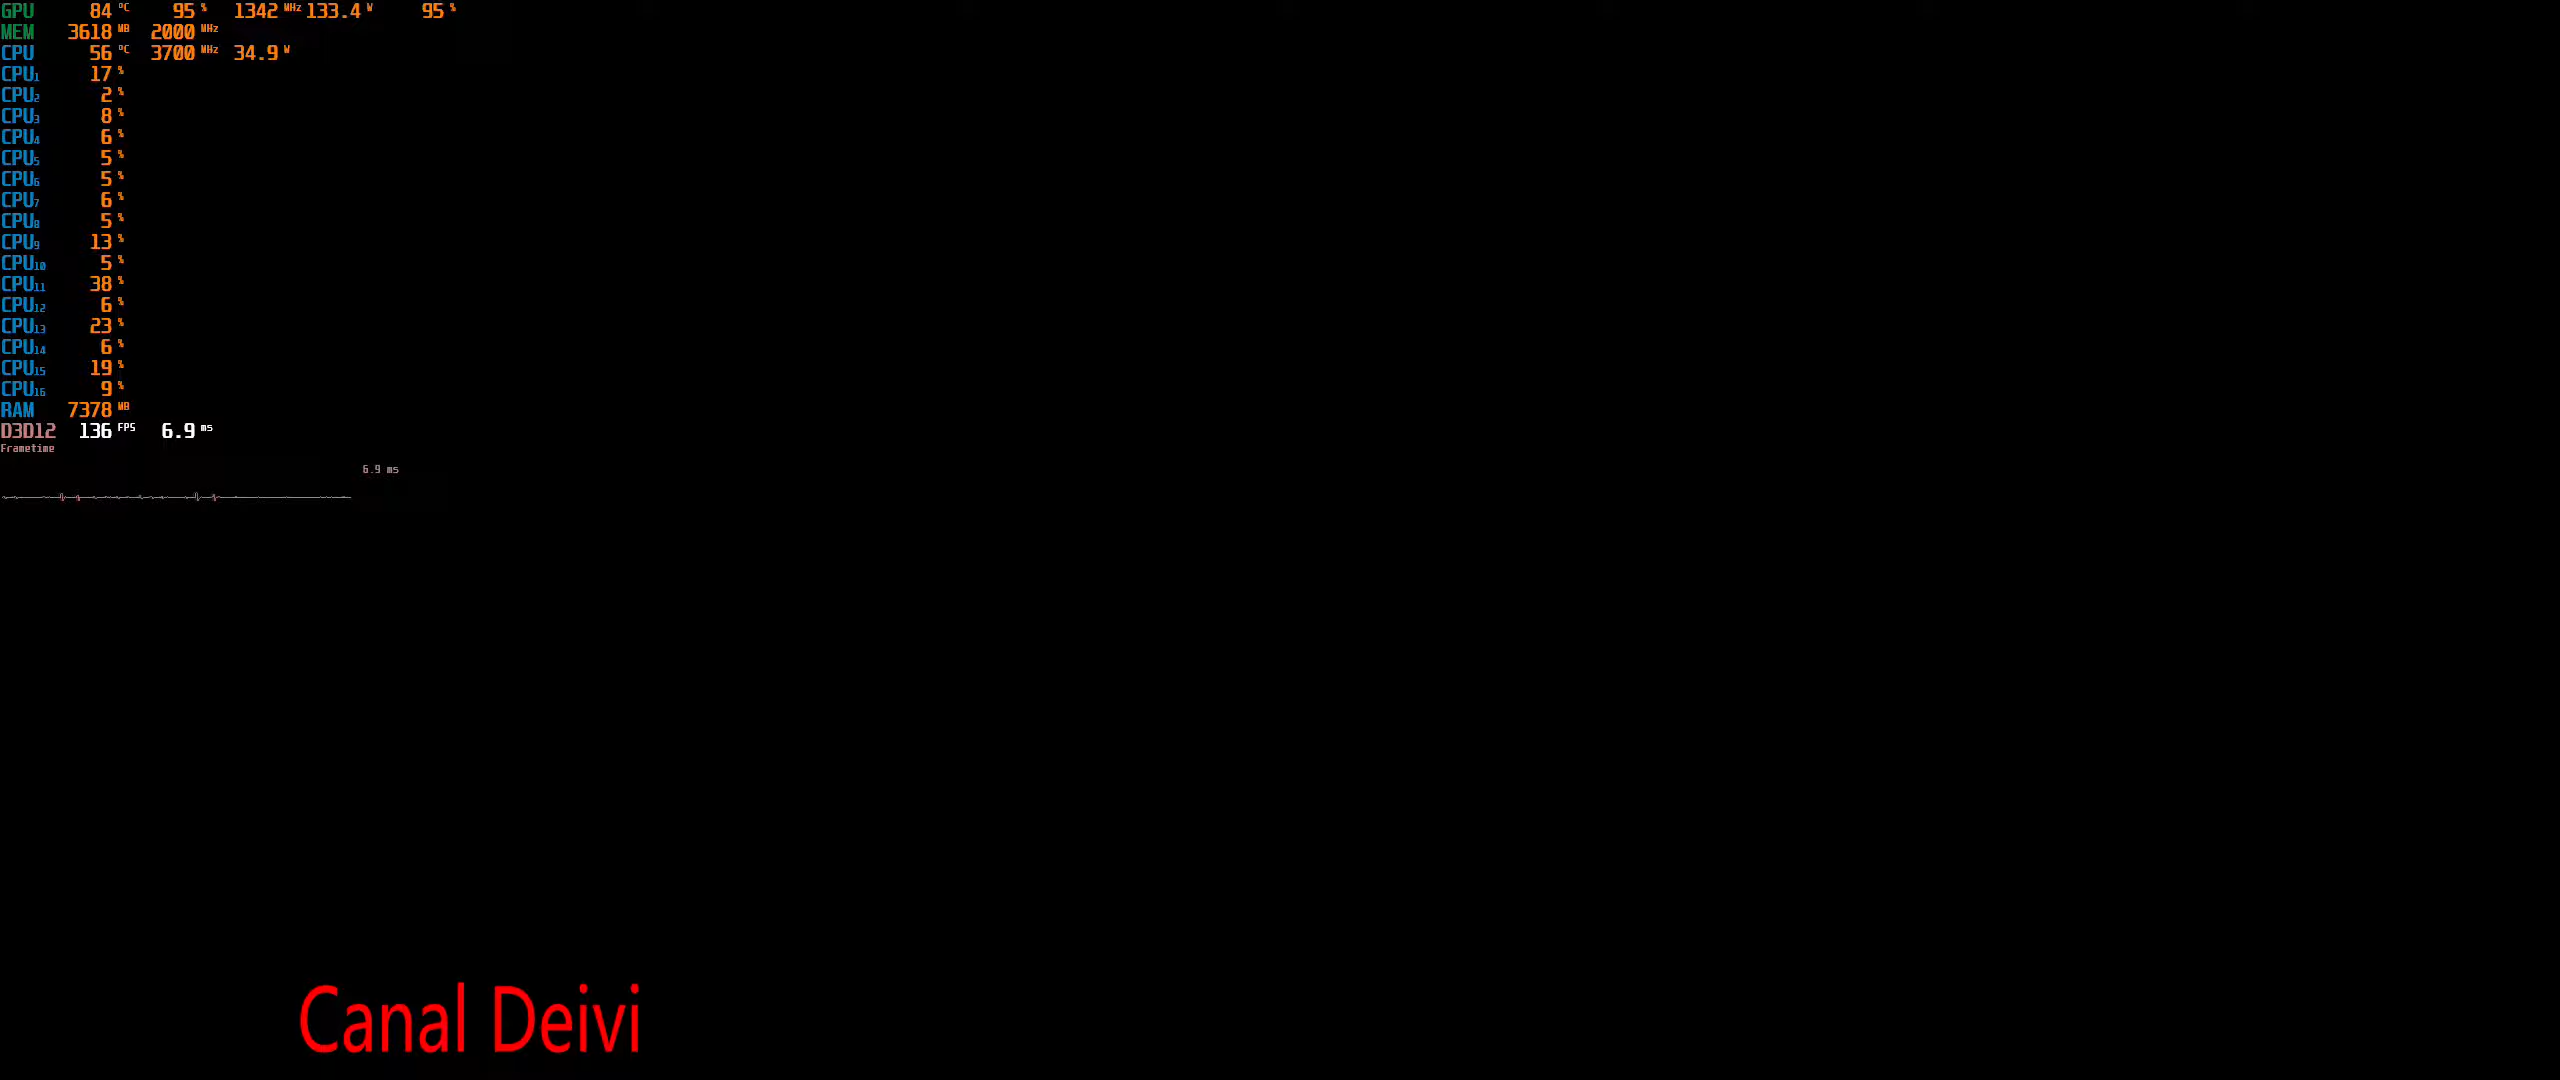 GPU 84 °C 95 % 1342 MHz 133.4 W 95 %
MEM 3618 MB 2000 MHz
CPU 56 °C 3700 MHz 34.9 W
CPU1 17 %
CPU2 2 %
CPU3 8 %
CPU4 6 %
CPU5 5 %
CPU6 5 %
CPU7 6 %
CPU8 5 %
CPU9 13 %
CPU10 5 %
CPU11 38 %
CPU12 6 %
CPU13 23 %
CPU14 6 %
CPU15 19 %
CPU16 9 %
RAM 7378 MB
D3D12 136 FPS 6.9 ms
Frametime
6.9 ms
Canal Deivi